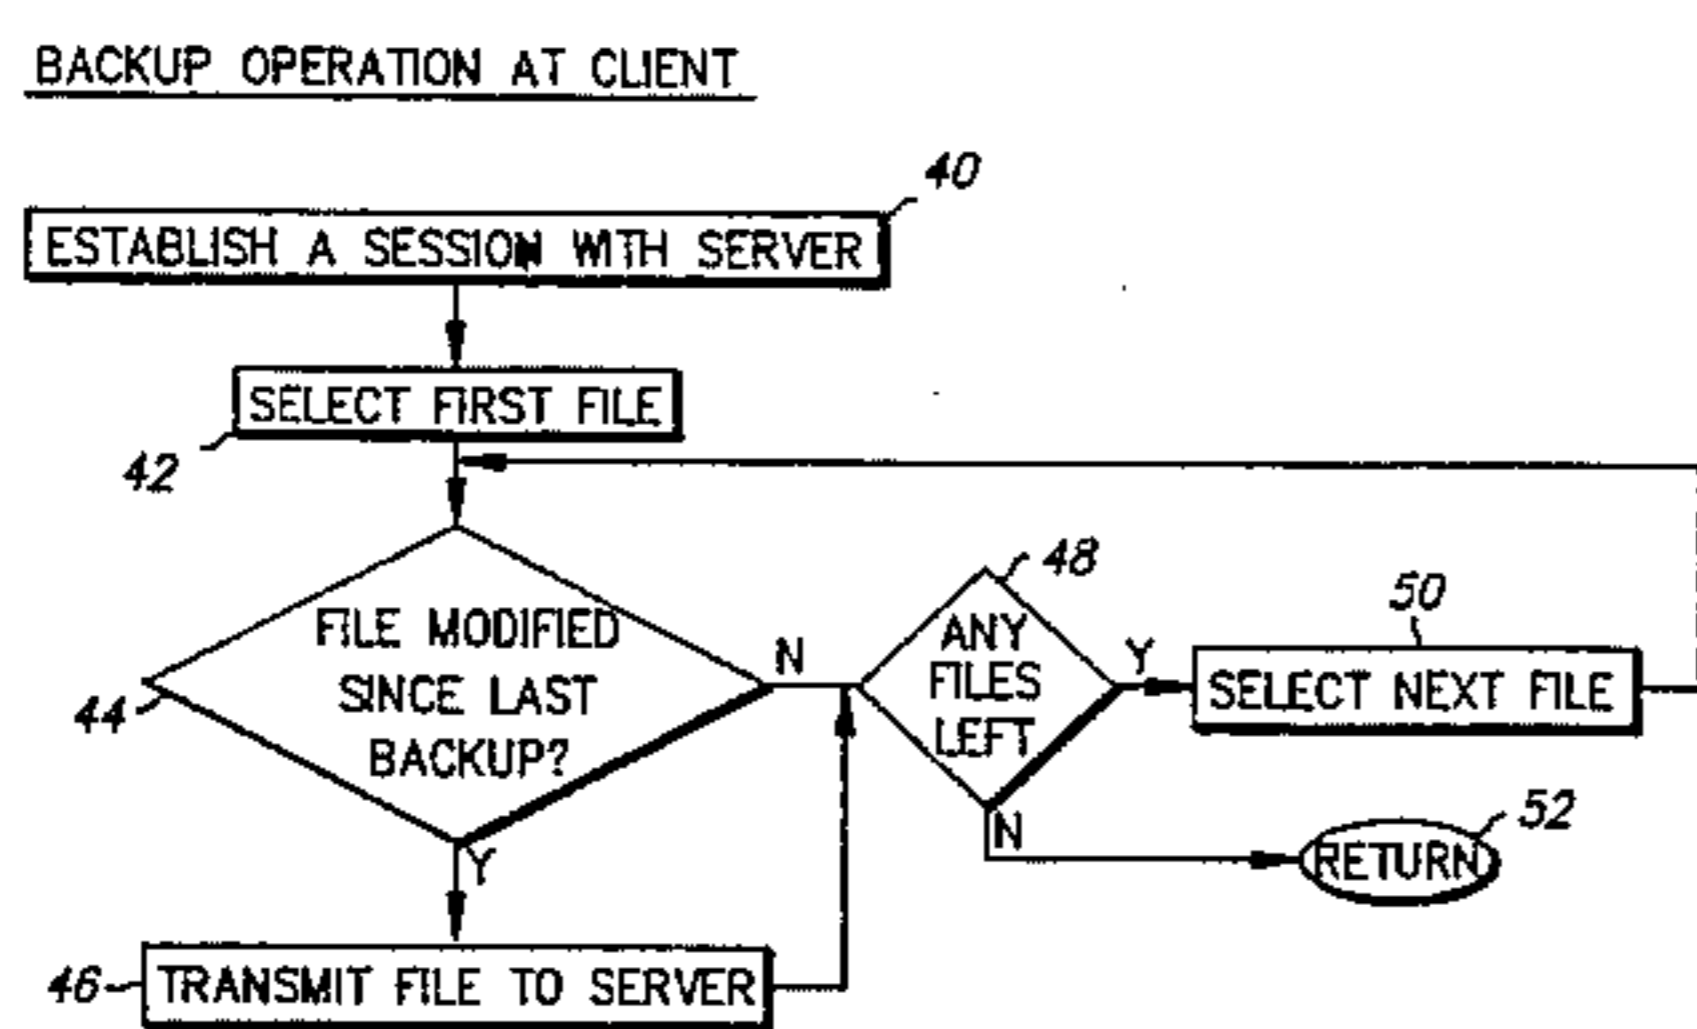 BACKUP OPERATION AT CLIENT
40
ESTABLISH A SESSION WITH SERVER
SELECT FIRST FILE
42
48
50
FILE MODIFIED
SINCE LAST
BACKUP?
44
N
ANY
FILES
LEFT
Y
SELECT NEXT FILE
N
52
RETURN
Y
46
TRANSMIT FILE TO SERVER